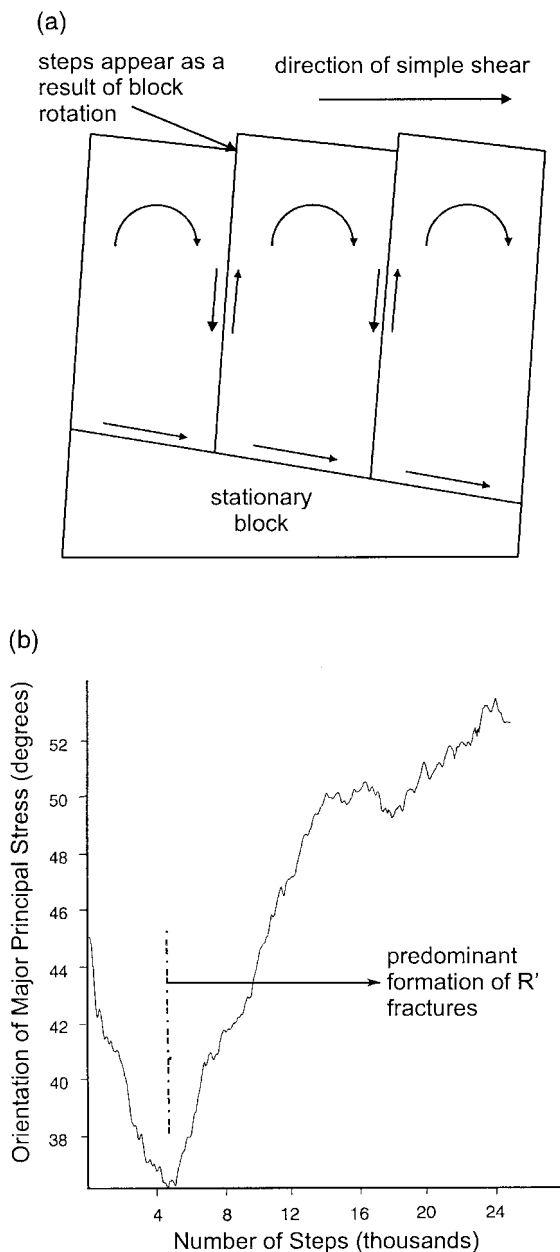 (a)
steps appear as a
result of block
rotation
direction of simple shear
stationary
block
(b)
Orientation of Major Principal Stress (degrees)
52
50
48
46
44
42
40
38
predominant
formation of R'
fractures
4
8
12
16
20
24
Number of Steps (thousands)